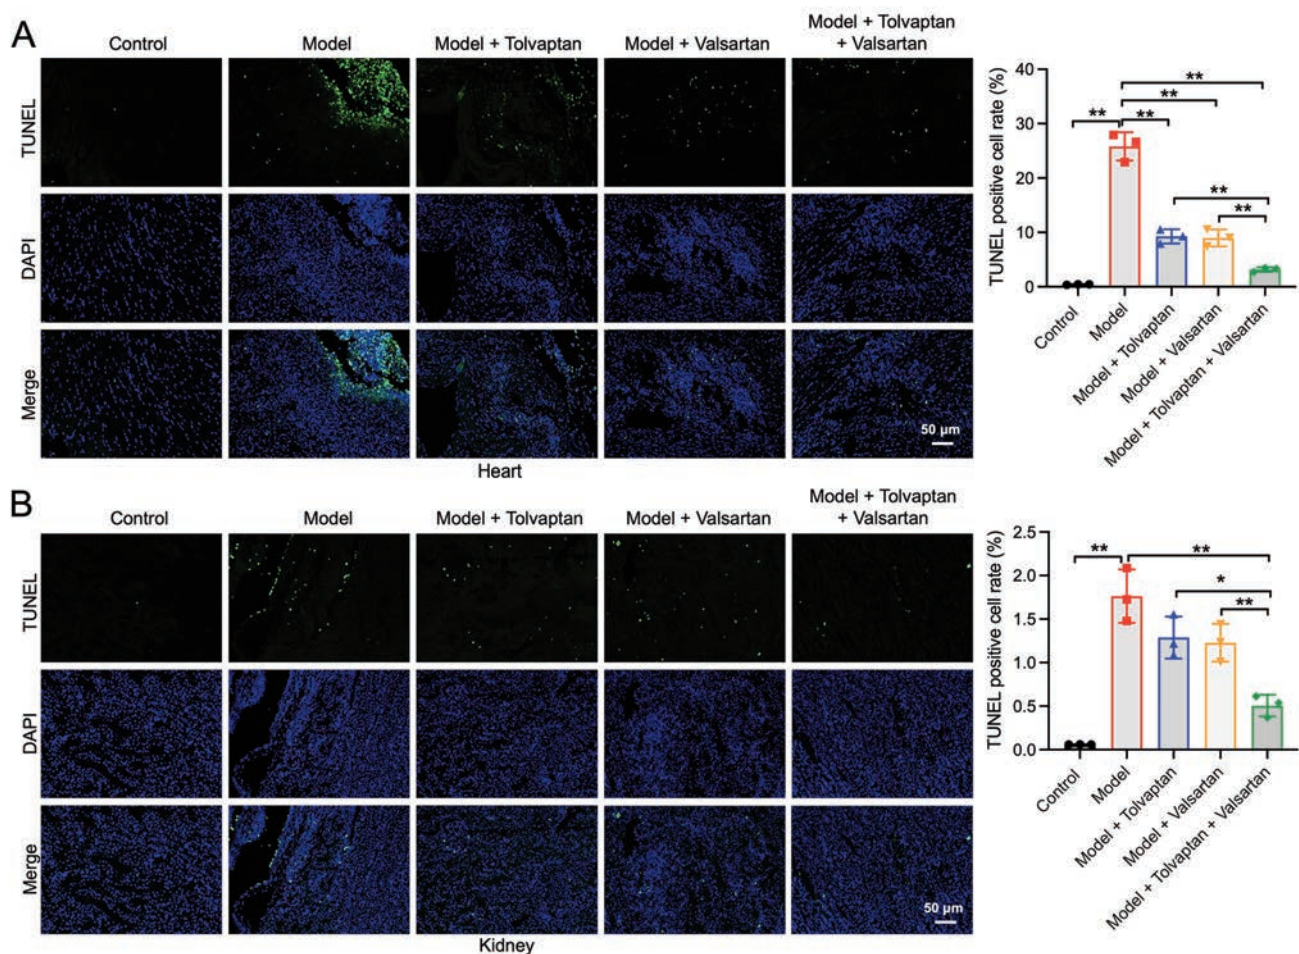 A
Control
Model
Model + Tolvaptan
Model + Valsartan
Model + Tolvaptan
+ Valsartan
TUNEL
DAPI
Merge
50 µm
Heart
TUNEL positive cell rate (%)
40
30
20
10
0
**
**
**
**
**
**
Control
Model
Model + Tolvaptan
Model + Valsartan
Model + Tolvaptan + Valsartan
B
Control
Model
Model + Tolvaptan
Model + Valsartan
Model + Tolvaptan
+ Valsartan
TUNEL
DAPI
Merge
50 µm
Kidney
TUNEL positive cell rate (%)
2.5
2.0
1.5
1.0
0.5
0.0
**
**
*
**
Control
Model
Model + Tolvaptan
Model + Valsartan
Model + Tolvaptan + Valsartan